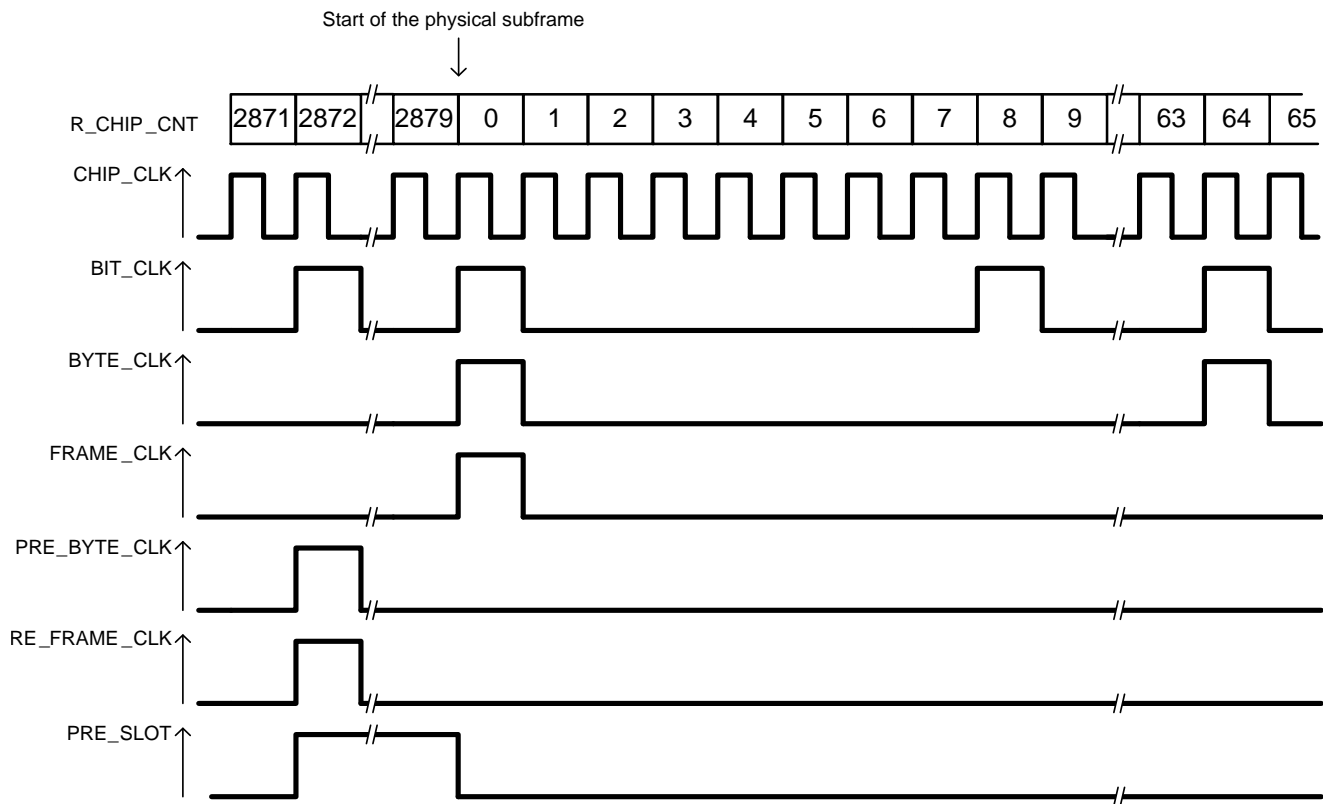 Start of the physical subframe
R_CHIP_CNT 2871 2872 2879 0 1 2 3 4 5 6 7 8 9 63 64 65
CHIP_CLK
BIT_CLK
BYTE_CLK
FRAME_CLK
PRE_BYTE_CLK
RE_FRAME_CLK
PRE_SLOT